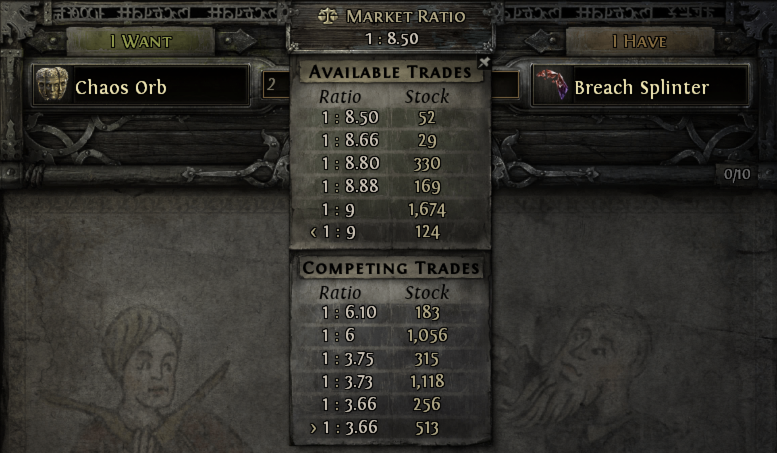 Market Ratio
I Want
1 : 8.50
I Have
Available Trades
Chaos Orb
2
Breach Splinter
Ratio Stock
1 : 8.50 52
1 : 8.66 29
1 : 8.80 330
1 : 8.88 169
0/10
1 : 9 1,674
< 1 : 9 124
Competing Trades
Ratio Stock
1 : 6.10 183
1 : 6 1,056
1 : 3.75 315
1 : 3.73 1,118
1 : 3.66 256
> 1 : 3.66 513